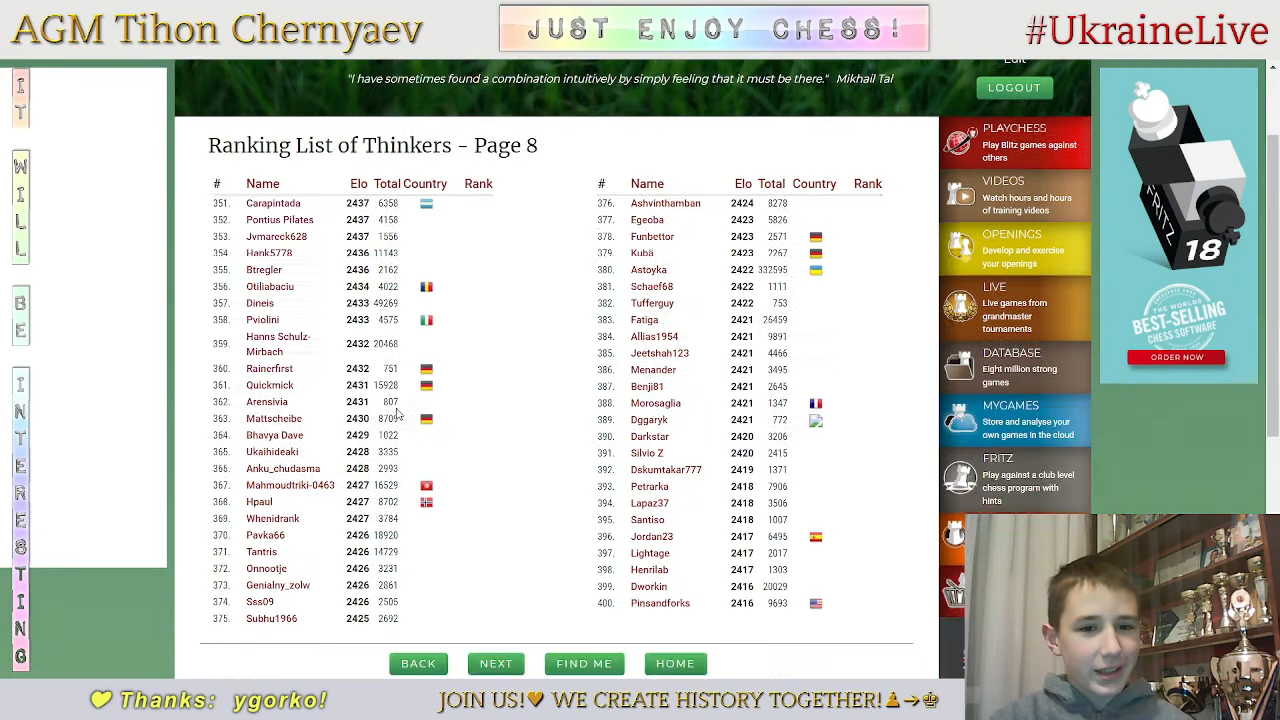 AGM Tihon Chernyaev
JUST ENJOY CHESS!
#UkraineLive
IT WILL BE INTERESTING
"I have sometimes found a combination intuitively by simply feeling that it must be there." Mikhail Tal
Edit
LOGOUT
Ranking List of Thinkers - Page 8
# Name Elo Total Country Rank
351. Carapintada 2437 6358
352. Pontius Pilates 2437 4158
353. Jvmareck628 2437 1556
354. Hank5778 2436 11143
355. Btregler 2436 2162
356. Otiliabaciu 2434 4022
357. Dineis 2433 49269
358. Pviolini 2433 4575
359. Hanns Schulz-
Mirbach 2432 20468
360. Rainerfirst 2432 751
361. Quickmick 2431 15928
362. Arensivia 2431 807
363. Mattscheibe 2430 8709
364. Bhavya Dave 2429 1022
365. Ukaihideaki 2428 3335
366. Anku_chudasma 2428 2993
367. Mahmoudtriki-0463 2427 16529
368. Hpaul 2427 8702
369. Whenidrank 2427 3784
370. Pavka66 2426 18920
371. Tantris 2426 14729
372. Onnootje 2426 3231
373. Genialny_zolw 2426 2861
374. Sss09 2426 2505
375. Subhu1966 2425 2692
# Name Elo Total Country Rank
376. Ashvinthamban 2424 8278
377. Egeoba 2423 5826
378. Funbettor 2423 2571
379. Kubä 2423 2267
380. Astoyka 2422 332595
381. Schaef68 2422 1111
382. Tufferguy 2422 753
383. Fatiga 2421 26459
384. Allias1954 2421 9891
385. Jeetshah123 2421 4466
386. Menander 2421 3495
387. Benji81 2421 2645
388. Morosaglia 2421 1347
389. Dggaryk 2421 772
390. Darkstar 2420 3206
391. Silvio Z 2420 2415
392. Dskumtakar777 2419 1371
393. Petrarka 2418 7906
394. Lapaz37 2418 3506
395. Santiso 2418 1007
396. Jordan23 2417 6495
397. Lightage 2417 2017
398. Henrilab 2417 1303
399. Dworkin 2416 20029
400. Pinsandforks 2416 9693
BACK NEXT FIND ME HOME
PLAYCHESS
Play Blitz games against
others
VIDEOS
Watch hours and hours
of training videos
OPENINGS
Develop and exercise
your openings
LIVE
Live games from
grandmaster
tournaments
DATABASE
Eight million strong
games
MYGAMES
Store and analyse your
own games in the cloud
FRITZ
Play against a club level
chess program with
hints
FRITZ
18
THE WORLDS
BEST-SELLING
CHESS SOFTWARE
ORDER NOW
Thanks: ygorko!
JOIN US! WE CREATE HISTORY TOGETHER!